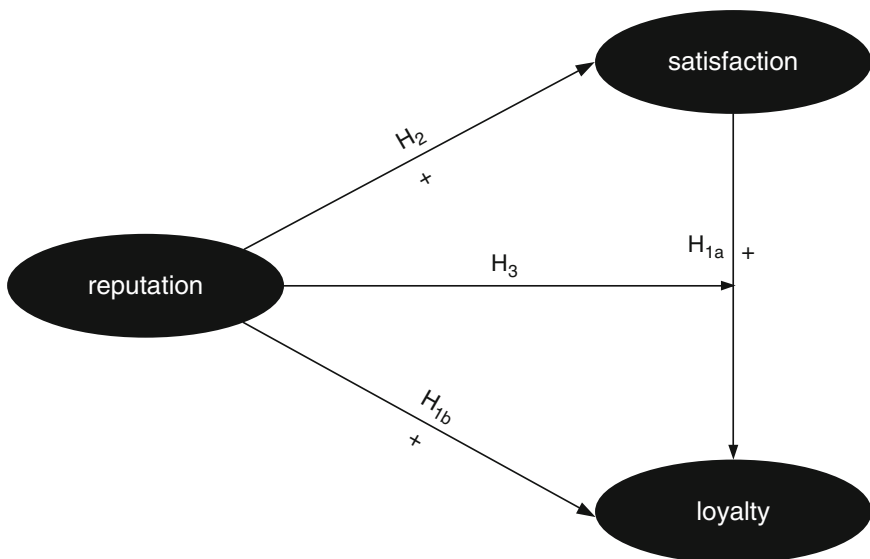 satisfaction
H₂
+
H₁ₐ +
H₃
reputation
H₁b
+
loyalty